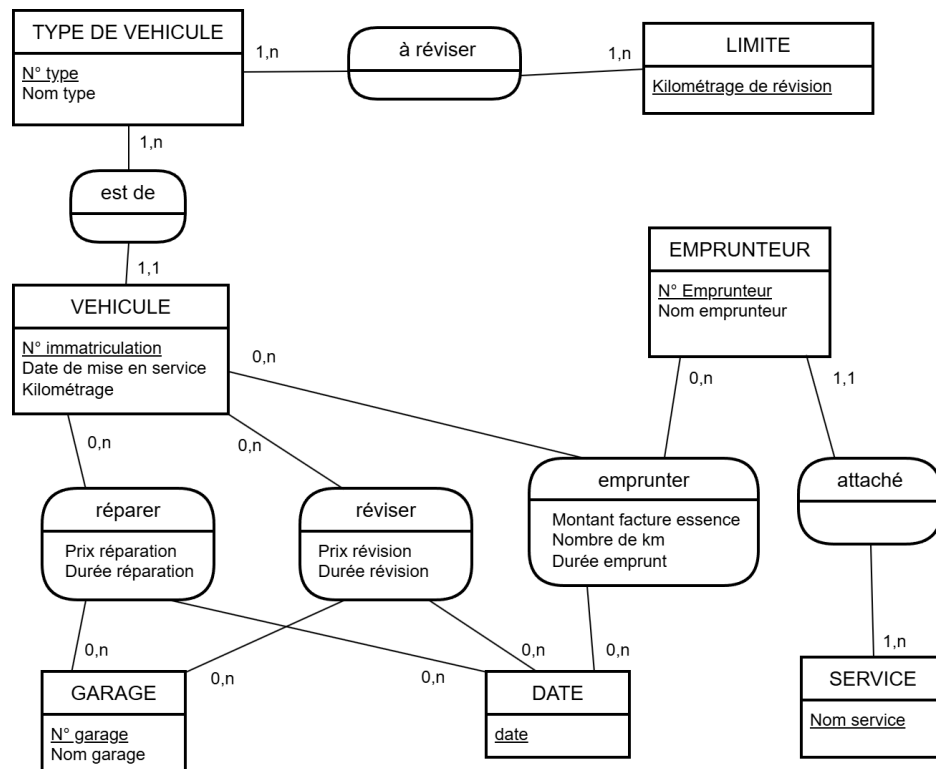 TYPE DE VEHICULE
N° type
Nom type
1,n
à réviser
1,n
LIMITE
Kilométrage de révision
1,n
est de
1,1
VEHICULE
N° immatriculation
Date de mise en service
Kilométrage
EMPRUNTEUR
N° Emprunteur
Nom emprunteur
0,n
0,n
1,1
0,n
0,n
réparer
Prix réparation
Durée réparation
réviser
Prix révision
Durée révision
emprunter
Montant facture essence
Nombre de km
Durée emprunt
attaché
0,n
0,n
0,n
0,n
0,n
1,n
GARAGE
N° garage
Nom garage
DATE
date
SERVICE
Nom service